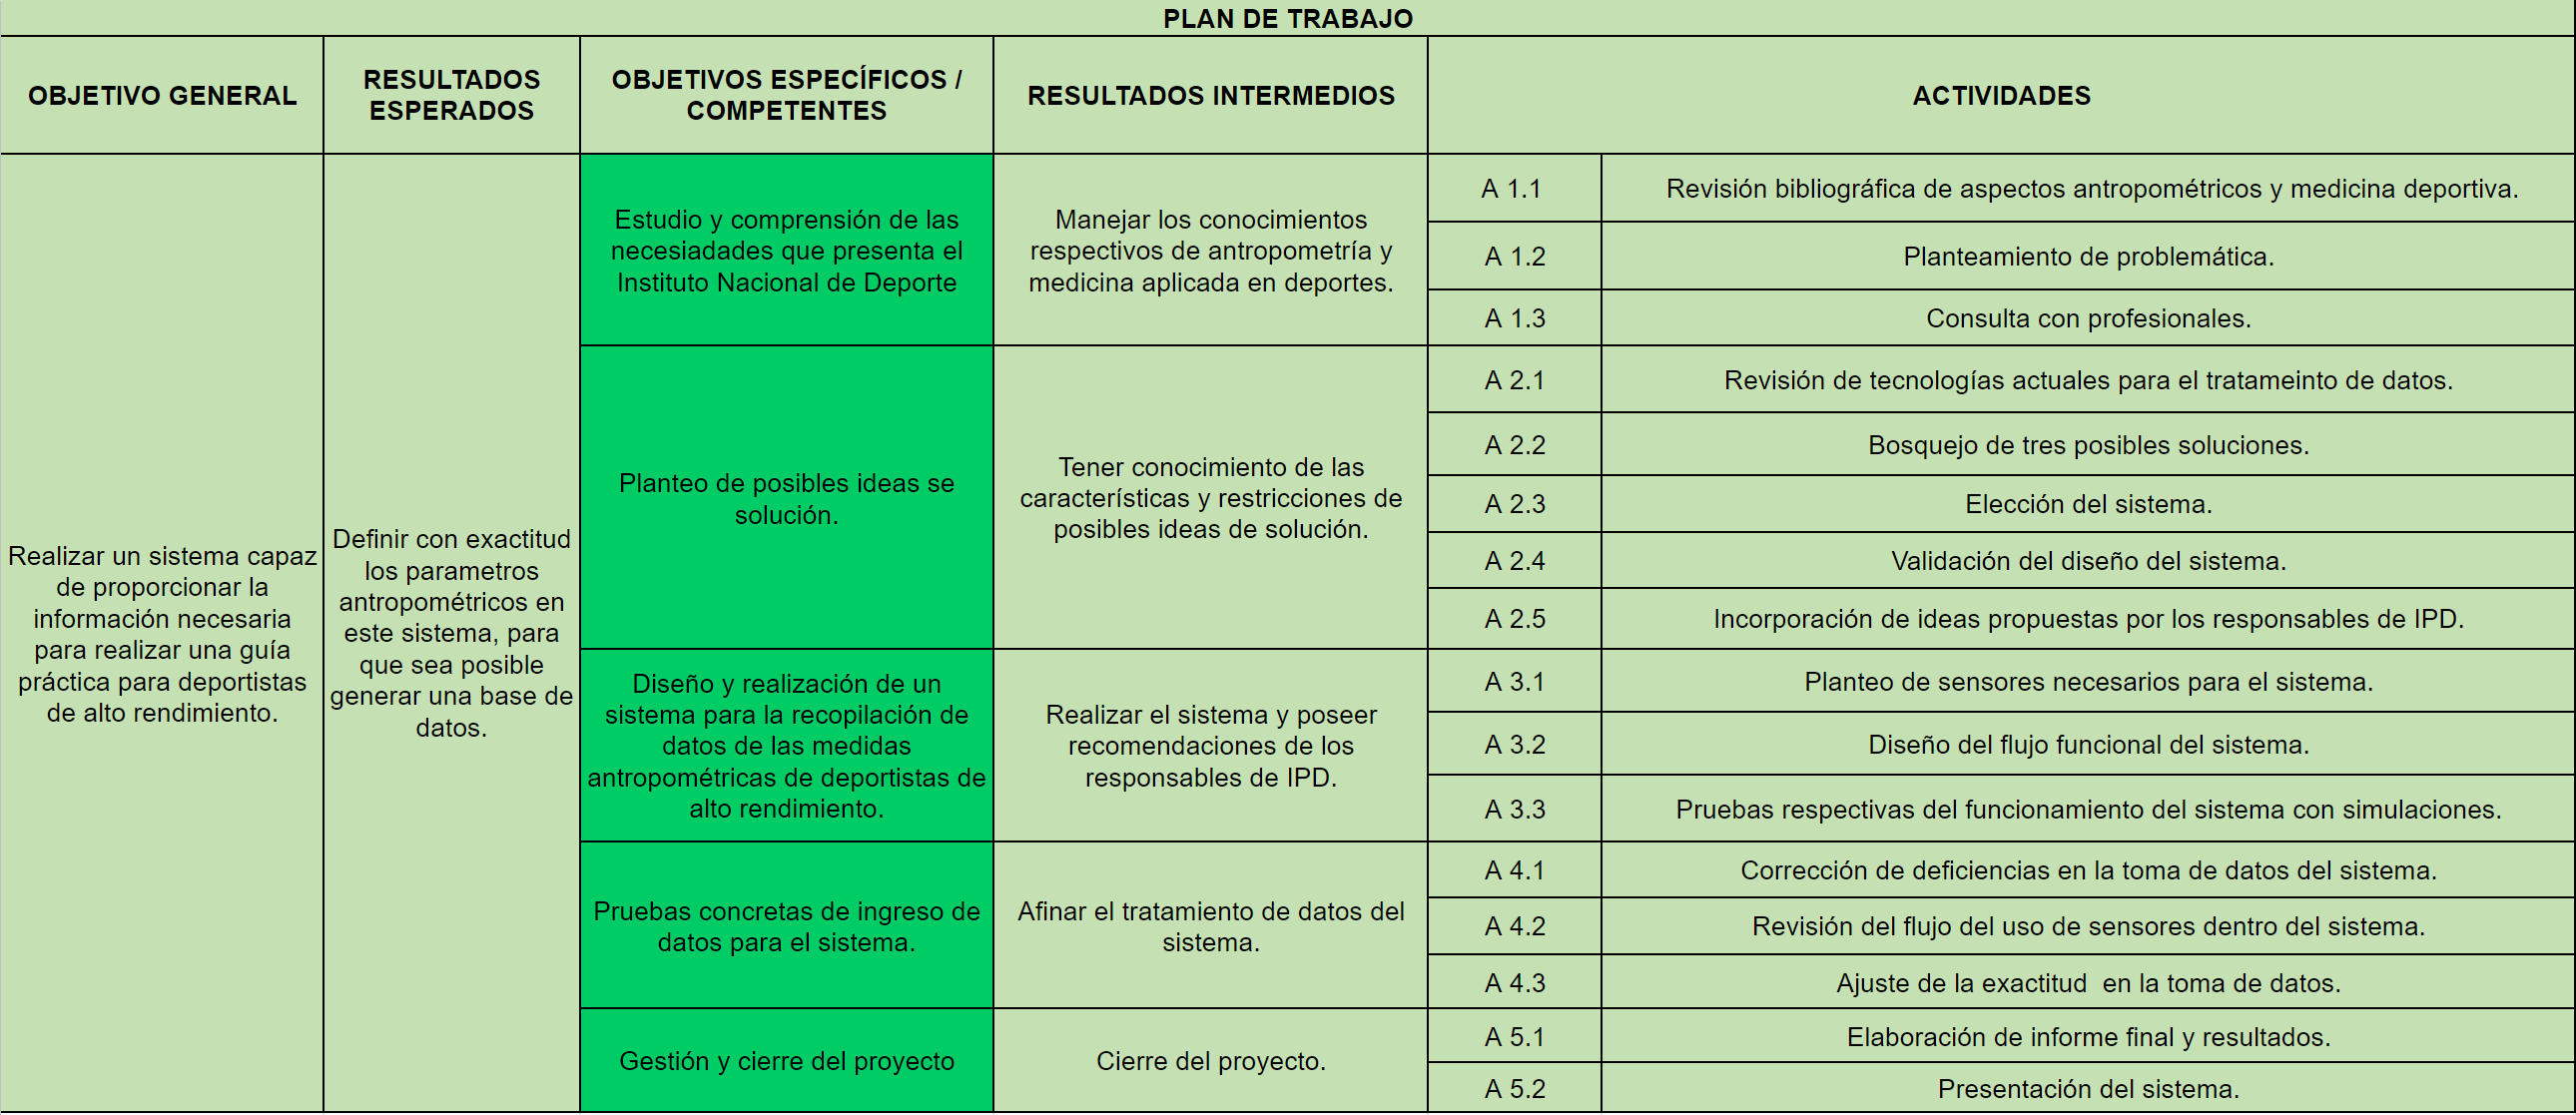 PLAN DE TRABAJO
OBJETIVO GENERAL
RESULTADOS
ESPERADOS
OBJETIVOS ESPECÍFICOS /
COMPETENTES
RESULTADOS INTERMEDIOS
ACTIVIDADES
Realizar un sistema capaz
de proporcionar la
información necesaria
para realizar una guía
práctica para deportistas
de alto rendimiento.
Definir con exactitud
los parametros
antropométricos en
este sistema, para
que sea posible
generar una base de
datos.
Estudio y comprensión de las
necesiadades que presenta el
Instituto Nacional de Deporte
Manejar los conocimientos
respectivos de antropometría y
medicina aplicada en deportes.
A 1.1 Revisión bibliográfica de aspectos antropométricos y medicina deportiva.
A 1.2 Planteamiento de problemática.
A 1.3 Consulta con profesionales.
Planteo de posibles ideas se
solución.
Tener conocimiento de las
características y restricciones de
posibles ideas de solución.
A 2.1 Revisión de tecnologías actuales para el tratameinto de datos.
A 2.2 Bosquejo de tres posibles soluciones.
A 2.3 Elección del sistema.
A 2.4 Validación del diseño del sistema.
A 2.5 Incorporación de ideas propuestas por los responsables de IPD.
Diseño y realización de un
sistema para la recopilación de
datos de las medidas
antropométricas de deportistas de
alto rendimiento.
Realizar el sistema y poseer
recomendaciones de los
responsables de IPD.
A 3.1 Planteo de sensores necesarios para el sistema.
A 3.2 Diseño del flujo funcional del sistema.
A 3.3 Pruebas respectivas del funcionamiento del sistema con simulaciones.
Pruebas concretas de ingreso de
datos para el sistema.
Afinar el tratamiento de datos del
sistema.
A 4.1 Corrección de deficiencias en la toma de datos del sistema.
A 4.2 Revisión del flujo del uso de sensores dentro del sistema.
A 4.3 Ajuste de la exactitud  en la toma de datos.
Gestión y cierre del proyecto
Cierre del proyecto.
A 5.1 Elaboración de informe final y resultados.
A 5.2 Presentación del sistema.